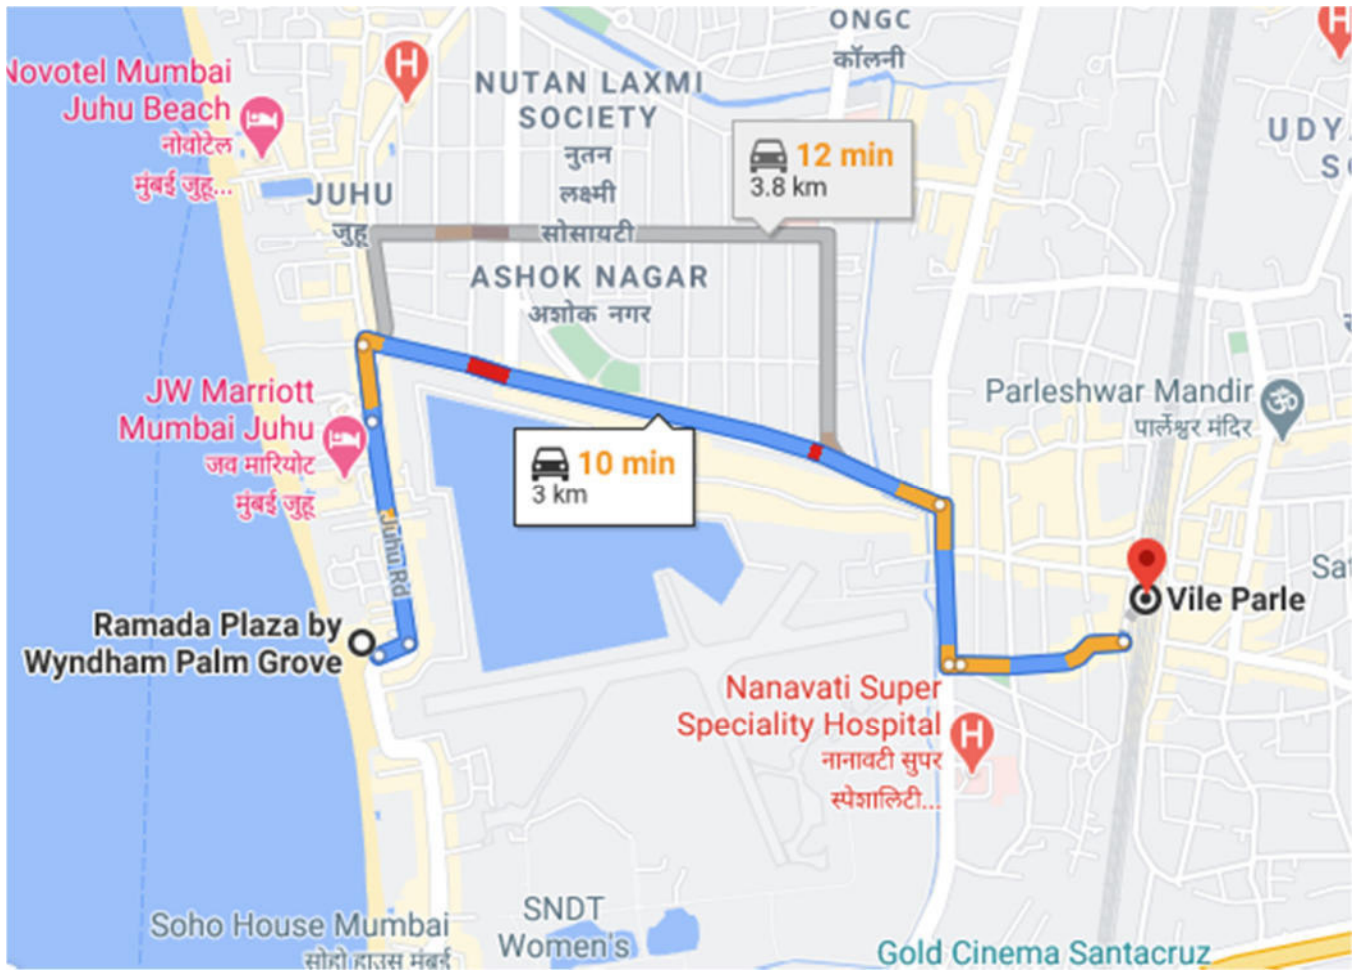 ONGC
कॉलनी
Novotel Mumbai
Juhu Beach
नोवोटेल
मुंबई जुहू...
NUTAN LAXMI
SOCIETY
नुतन
लक्ष्मी
सोसायटी
12 min
3.8 km
JUHU
जुहू
ASHOK NAGAR
अशोक नगर
JW Marriott
Mumbai Juhu
जव मारियोट
मुंबई जुहू
10 min
3 km
Parleshwar Mandir
पार्लेश्वर मंदिर
Juhu Rd
Ramada Plaza by
Wyndham Palm Grove
Vile Parle
Nanavati Super
Speciality Hospital
नानावटी सुपर
स्पेशालिटी...
Soho House Mumbai
सोहो हाउस मुंबई
SNDT
Women's
Gold Cinema Santacruz
H
H
H